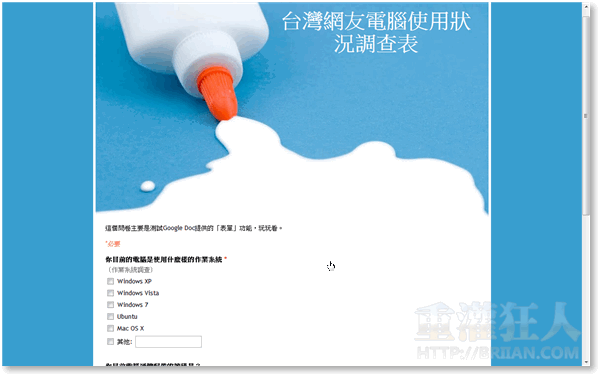 台灣網友電腦使用狀
況調查表
這個問卷主要是測試Google Doc提供的「表單」功能，玩玩看。
*必要
你目前的電腦是使用什麼樣的作業系統 *
（作業系統調查）
Windows XP
Windows Vista
Windows 7
Ubuntu
Mac OS X
其他:
重灌狂人
HTTP://BRIIAN.COM